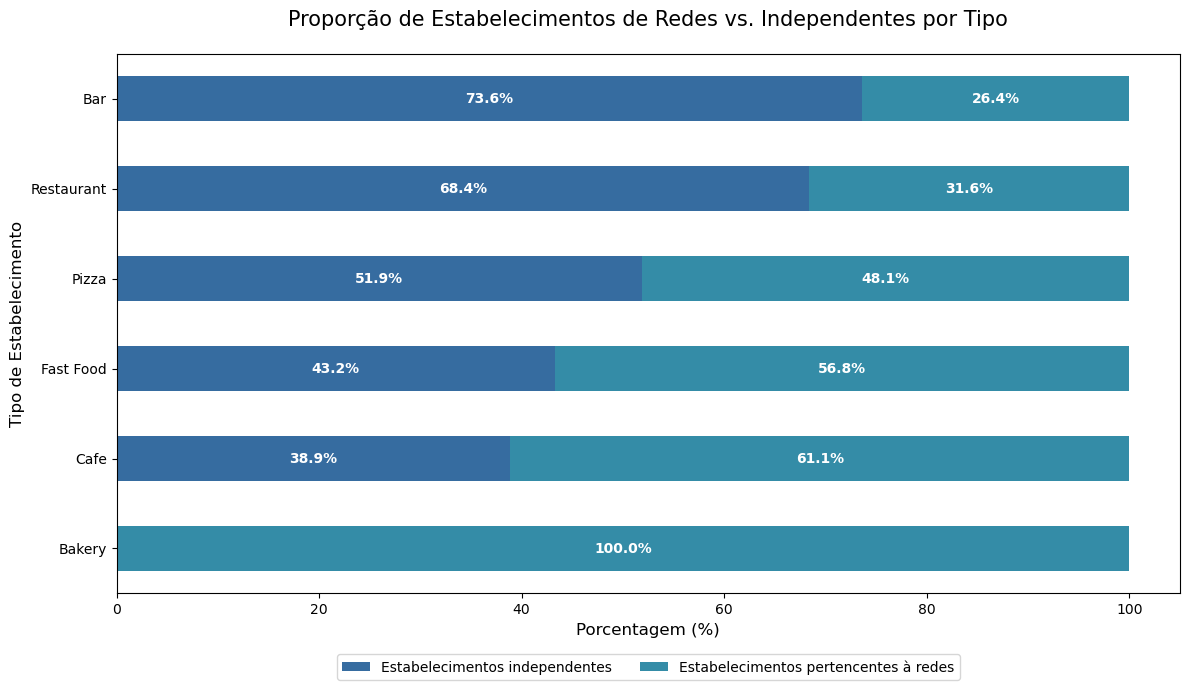 Proporção de Estabelecimentos de Redes vs. Independentes por Tipo
Tipo de Estabelecimento
Bar
73.6%
26.4%
Restaurant
68.4%
31.6%
Pizza
51.9%
48.1%
Fast Food
43.2%
56.8%
Cafe
38.9%
61.1%
Bakery
100.0%
0
20
40
60
80
100
Porcentagem (%)
Estabelecimentos independentes
Estabelecimentos pertencentes à redes